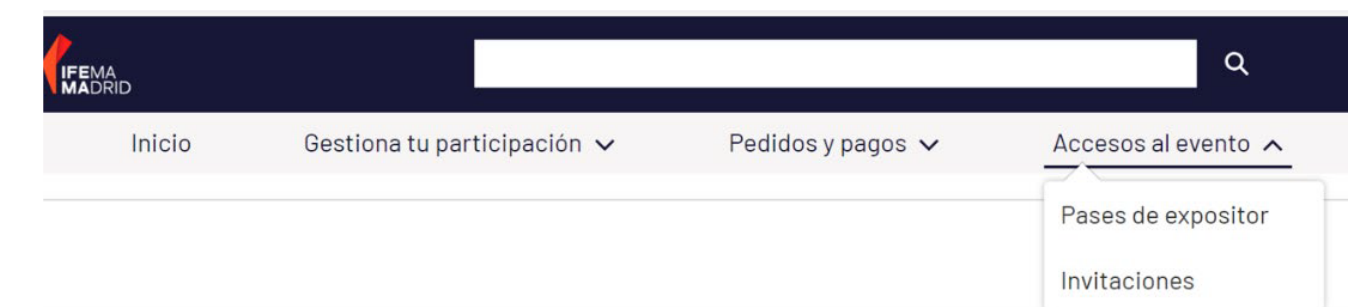 IFEMA
MADRID
Inicio
Gestiona tu participación
Pedidos y pagos
Accesos al evento
Pases de expositor
Invitaciones